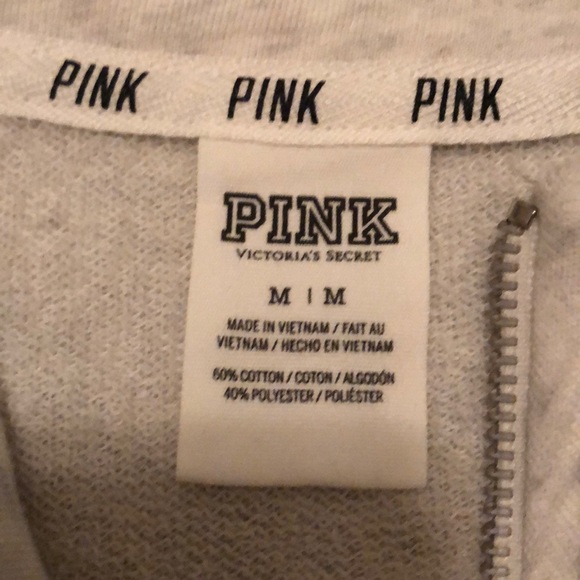 PINK PINK PINK
PINK
VICTORIA'S SECRET
M | M
MADE IN VIETNAM / FAIT AU
VIETNAM / HECHO EN VIETNAM
60% COTTON / COTON / ALGODÓN
40% POLYESTER / POLIÉSTER